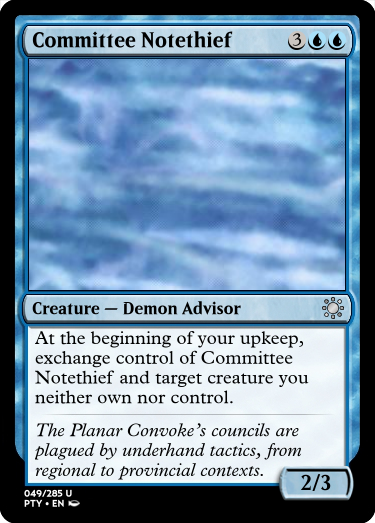 Committee Notethief 3
Creature — Demon Advisor
At the beginning of your upkeep,
exchange control of Committee
Notethief and target creature you
neither own nor control.
The Planar Convoke's councils are
plagued by underhand tactics, from
regional to provincial contexts.
2/3
049/285 U
PTY • EN